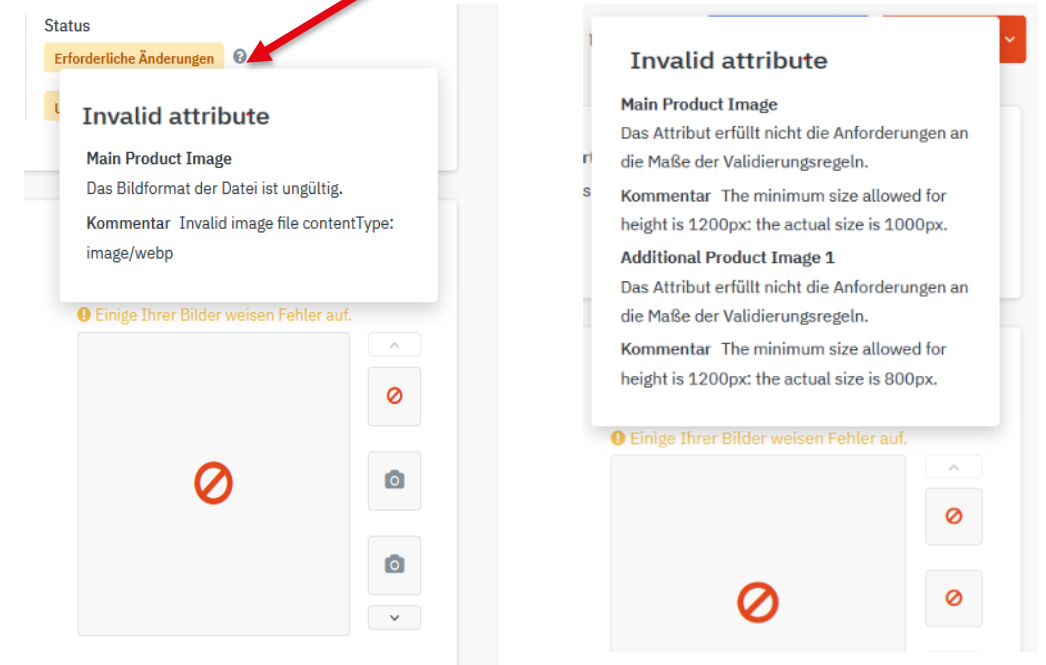 Status
Erforderliche Änderungen
Invalid attribute
Main Product Image
Das Bildformat der Datei ist ungültig.
Kommentar Invalid image file contentType:
image/webp
Einige Ihrer Bilder weisen Fehler auf.
Invalid attribute
Main Product Image
Das Attribut erfüllt nicht die Anforderungen an
die Maße der Validierungsregeln.
Kommentar The minimum size allowed for
height is 1200px: the actual size is 1000px.
Additional Product Image 1
Das Attribut erfüllt nicht die Anforderungen an
die Maße der Validierungsregeln.
Kommentar The minimum size allowed for
height is 1200px: the actual size is 800px.
Einige Ihrer Bilder weisen Fehler auf.